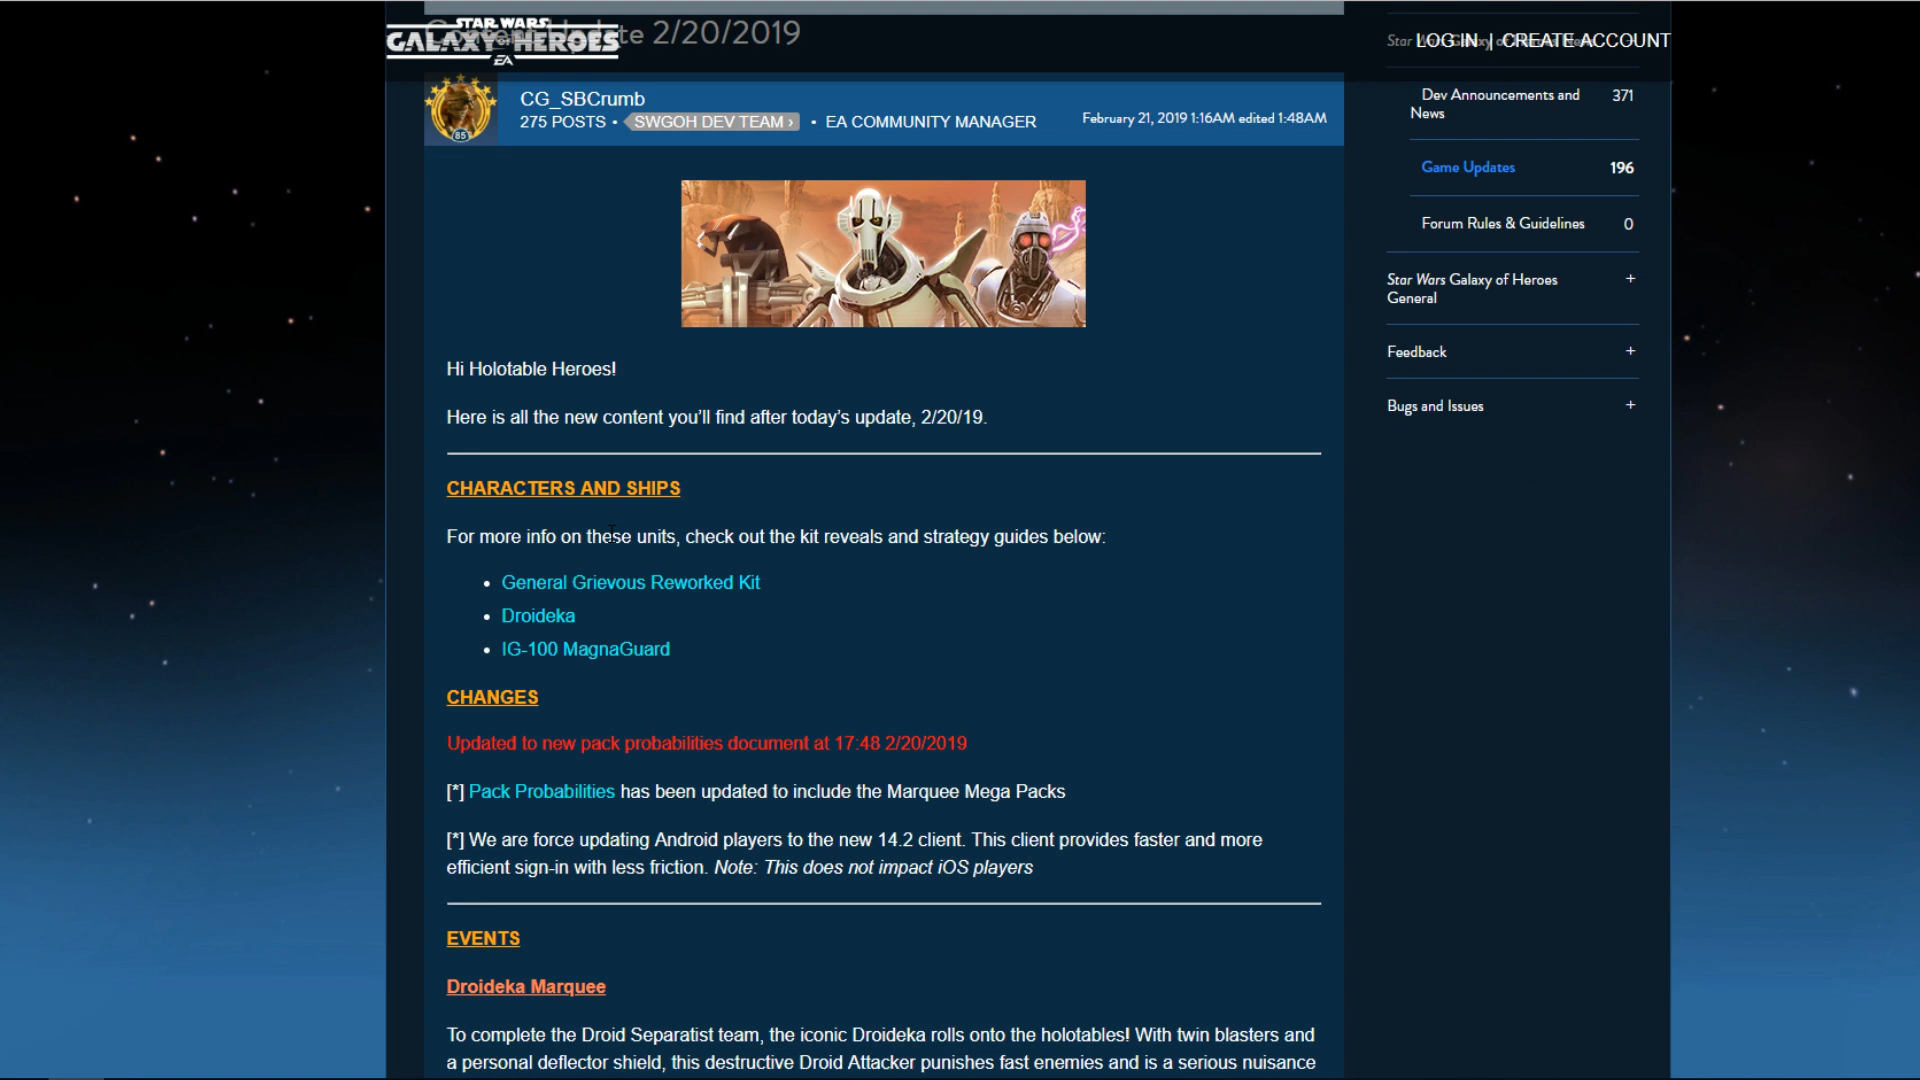 Content Update 2/20/2019
STAR WARS
GALAXY OF HEROES
EA
LOG IN | CREATE ACCOUNT
CG_SBCrumb
275 POSTS • SWGOH DEV TEAM › • EA COMMUNITY MANAGER
February 21, 2019 1:16AM edited 1:48AM
85
Hi Holotable Heroes!
Here is all the new content you’ll find after today’s update, 2/20/19.
CHARACTERS AND SHIPS
For more info on these units, check out the kit reveals and strategy guides below:
• General Grievous Reworked Kit
• Droideka
• IG-100 MagnaGuard
CHANGES
Updated to new pack probabilities document at 17:48 2/20/2019
[*] Pack Probabilities has been updated to include the Marquee Mega Packs
[*] We are force updating Android players to the new 14.2 client. This client provides faster and more
efficient sign-in with less friction. Note: This does not impact iOS players
EVENTS
Droideka Marquee
To complete the Droid Separatist team, the iconic Droideka rolls onto the holotables! With twin blasters and
a personal deflector shield, this destructive Droid Attacker punishes fast enemies and is a serious nuisance
Dev Announcements and 371
News
Game Updates 196
Forum Rules & Guidelines 0
Star Wars Galaxy of Heroes +
General
Feedback +
Bugs and Issues +